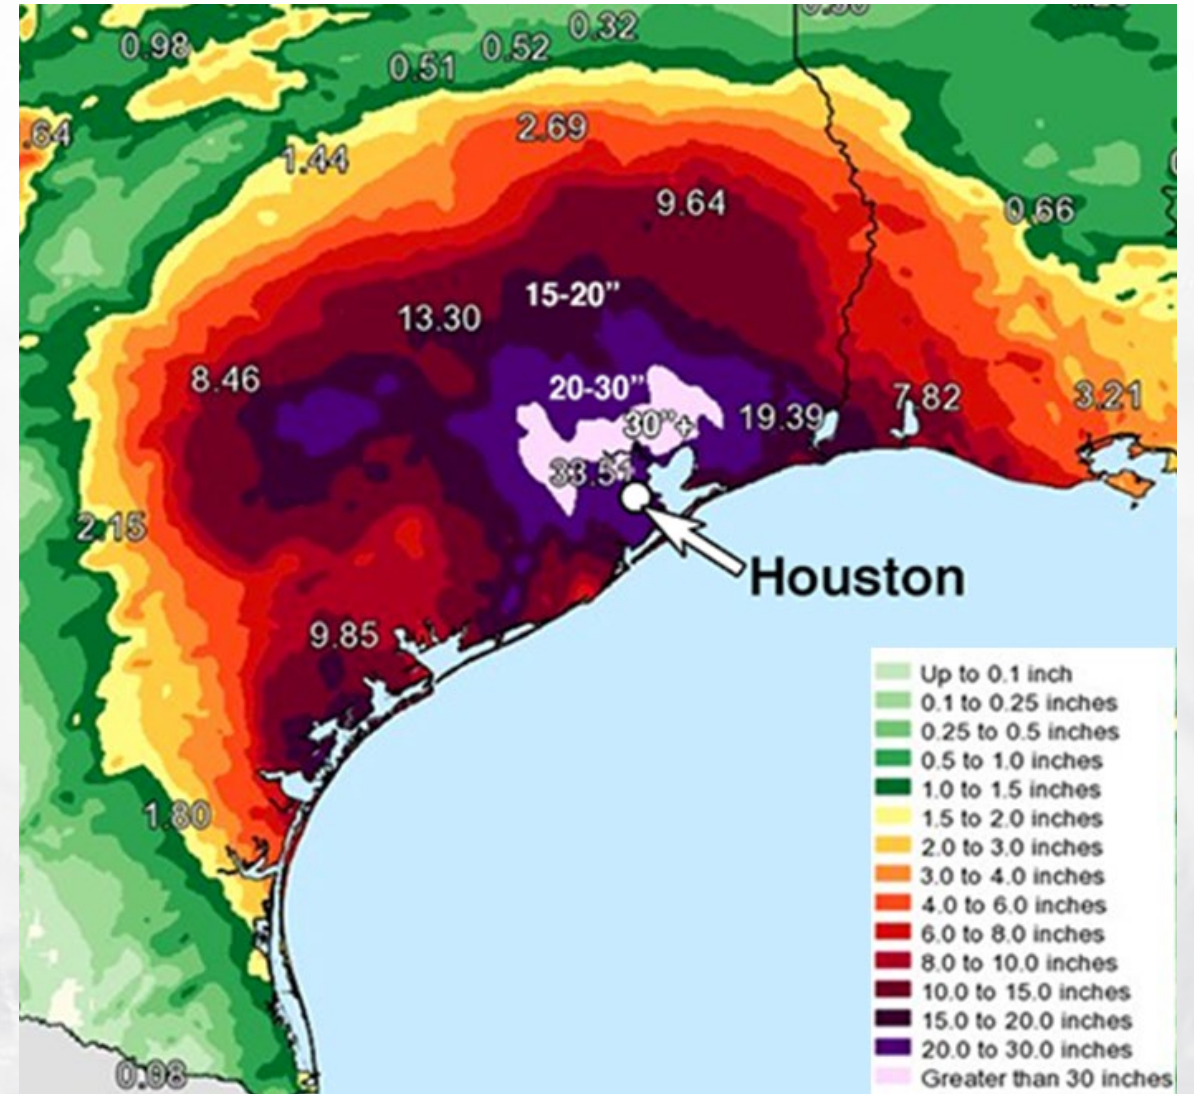 0.32
0.98
0.52
0.51
.64
2.69
1.44
9.64
0.66
15-20”
13.30
8.46
20-30”
7.82
3.21
19.39
30”+
33.51
2.15
Houston
9.85
1.80
0.08
Up to 0.1 inch
0.1 to 0.25 inches
0.25 to 0.5 inches
0.5 to 1.0 inches
1.0 to 1.5 inches
1.5 to 2.0 inches
2.0 to 3.0 inches
3.0 to 4.0 inches
4.0 to 6.0 inches
6.0 to 8.0 inches
8.0 to 10.0 inches
10.0 to 15.0 inches
15.0 to 20.0 inches
20.0 to 30.0 inches
Greater than 30 inches